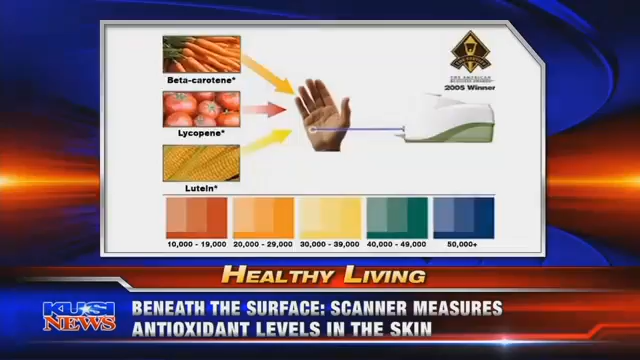 Beta-carotene*
Lycopene*
Lutein*
2005 Winner
10,000 - 19,000
20,000 - 29,000
30,000 - 39,000
40,000 - 49,000
50,000+
HEALTHY LIVING
KUSI
NEWS
BENEATH THE SURFACE: SCANNER MEASURES
ANTIOXIDANT LEVELS IN THE SKIN